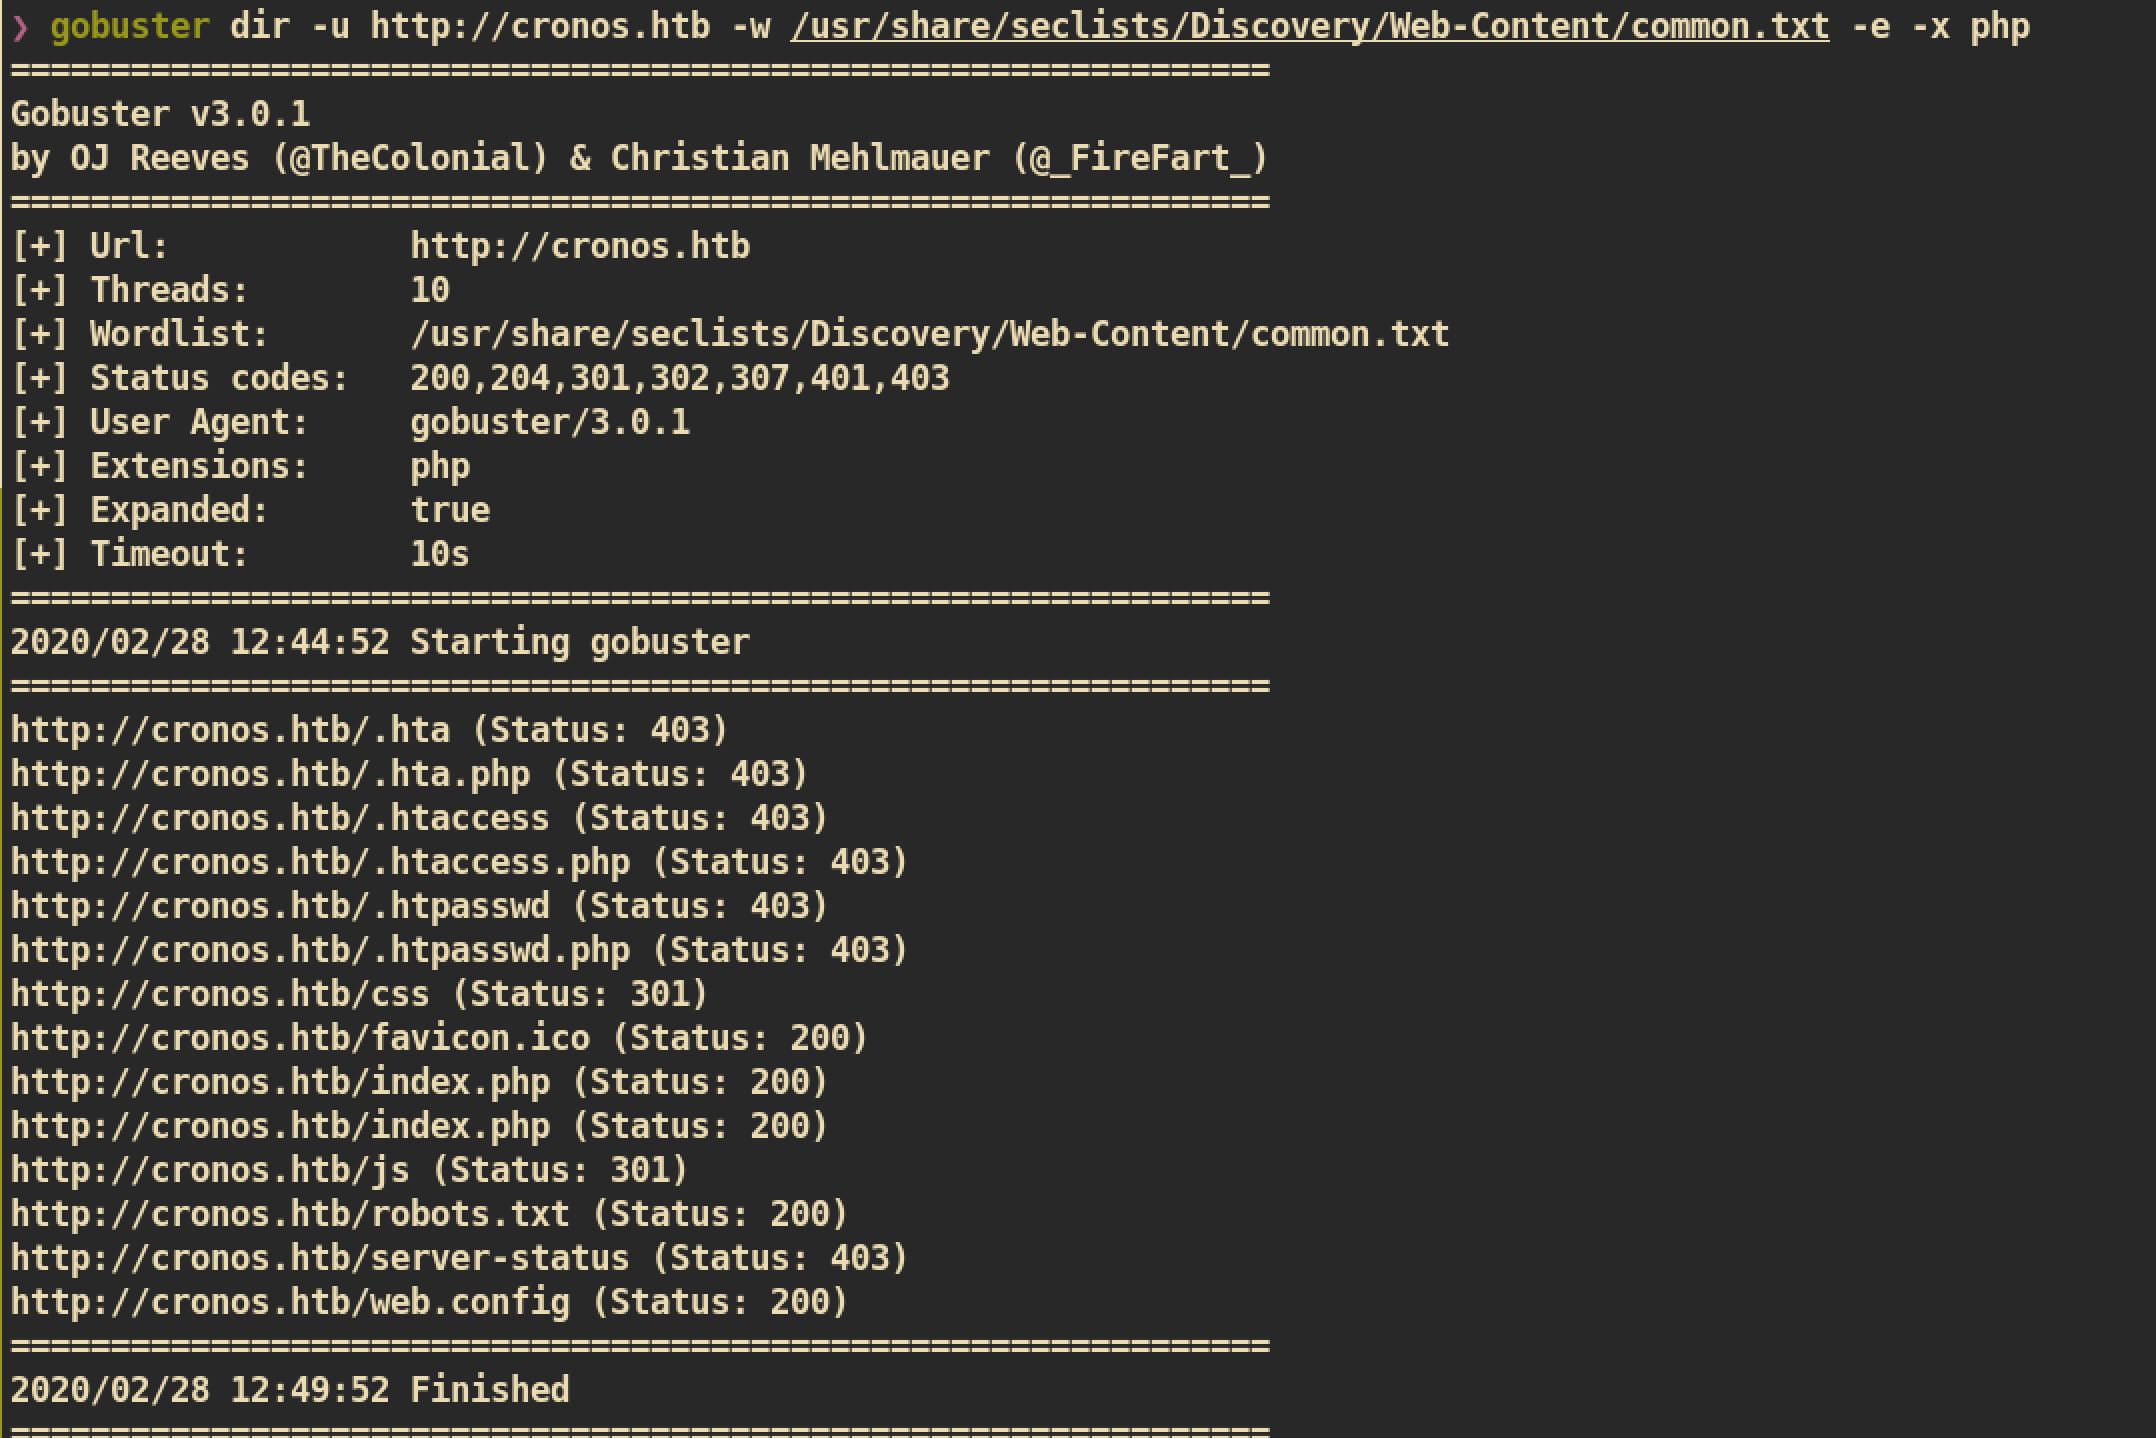 ❯ gobuster dir -u http://cronos.htb -w /usr/share/seclists/Discovery/Web-Content/common.txt -e -x php
===============================================================
Gobuster v3.0.1
by OJ Reeves (@TheColonial) & Christian Mehlmauer (@_FireFart_)
===============================================================
[+] Url:            http://cronos.htb
[+] Threads:        10
[+] Wordlist:       /usr/share/seclists/Discovery/Web-Content/common.txt
[+] Status codes:   200,204,301,302,307,401,403
[+] User Agent:     gobuster/3.0.1
[+] Extensions:     php
[+] Expanded:       true
[+] Timeout:        10s
===============================================================
2020/02/28 12:44:52 Starting gobuster
===============================================================
http://cronos.htb/.hta (Status: 403)
http://cronos.htb/.hta.php (Status: 403)
http://cronos.htb/.htaccess (Status: 403)
http://cronos.htb/.htaccess.php (Status: 403)
http://cronos.htb/.htpasswd (Status: 403)
http://cronos.htb/.htpasswd.php (Status: 403)
http://cronos.htb/css (Status: 301)
http://cronos.htb/favicon.ico (Status: 200)
http://cronos.htb/index.php (Status: 200)
http://cronos.htb/index.php (Status: 200)
http://cronos.htb/js (Status: 301)
http://cronos.htb/robots.txt (Status: 200)
http://cronos.htb/server-status (Status: 403)
http://cronos.htb/web.config (Status: 200)
===============================================================
2020/02/28 12:49:52 Finished
===============================================================